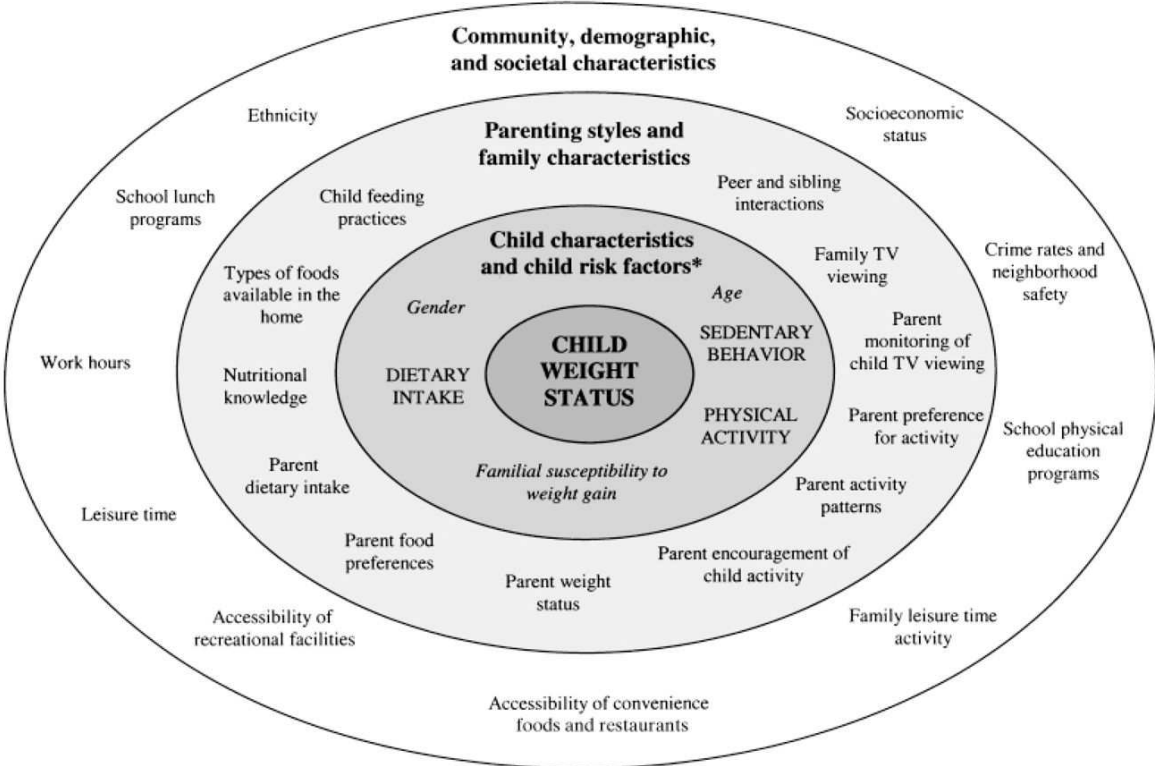 Community, demographic,
and societal characteristics
Ethnicity
Socioeconomic
status
Parenting styles and
family characteristics
School lunch
programs
Child feeding
practices
Peer and sibling
interactions
Child characteristics
and child risk factors*
Family TV
viewing
Crime rates and
neighborhood
safety
Types of foods
available in the
home
Gender
Age
CHILD
WEIGHT
STATUS
SEDENTARY
BEHAVIOR
Parent
monitoring of
child TV viewing
Work hours
Nutritional
knowledge
DIETARY
INTAKE
PHYSICAL
ACTIVITY
Parent preference
for activity
School physical
education
programs
Parent
dietary intake
Familial susceptibility to
weight gain
Parent activity
patterns
Leisure time
Parent food
preferences
Parent weight
status
Parent encouragement of
child activity
Accessibility of
recreational facilities
Family leisure time
activity
Accessibility of convenience
foods and restaurants